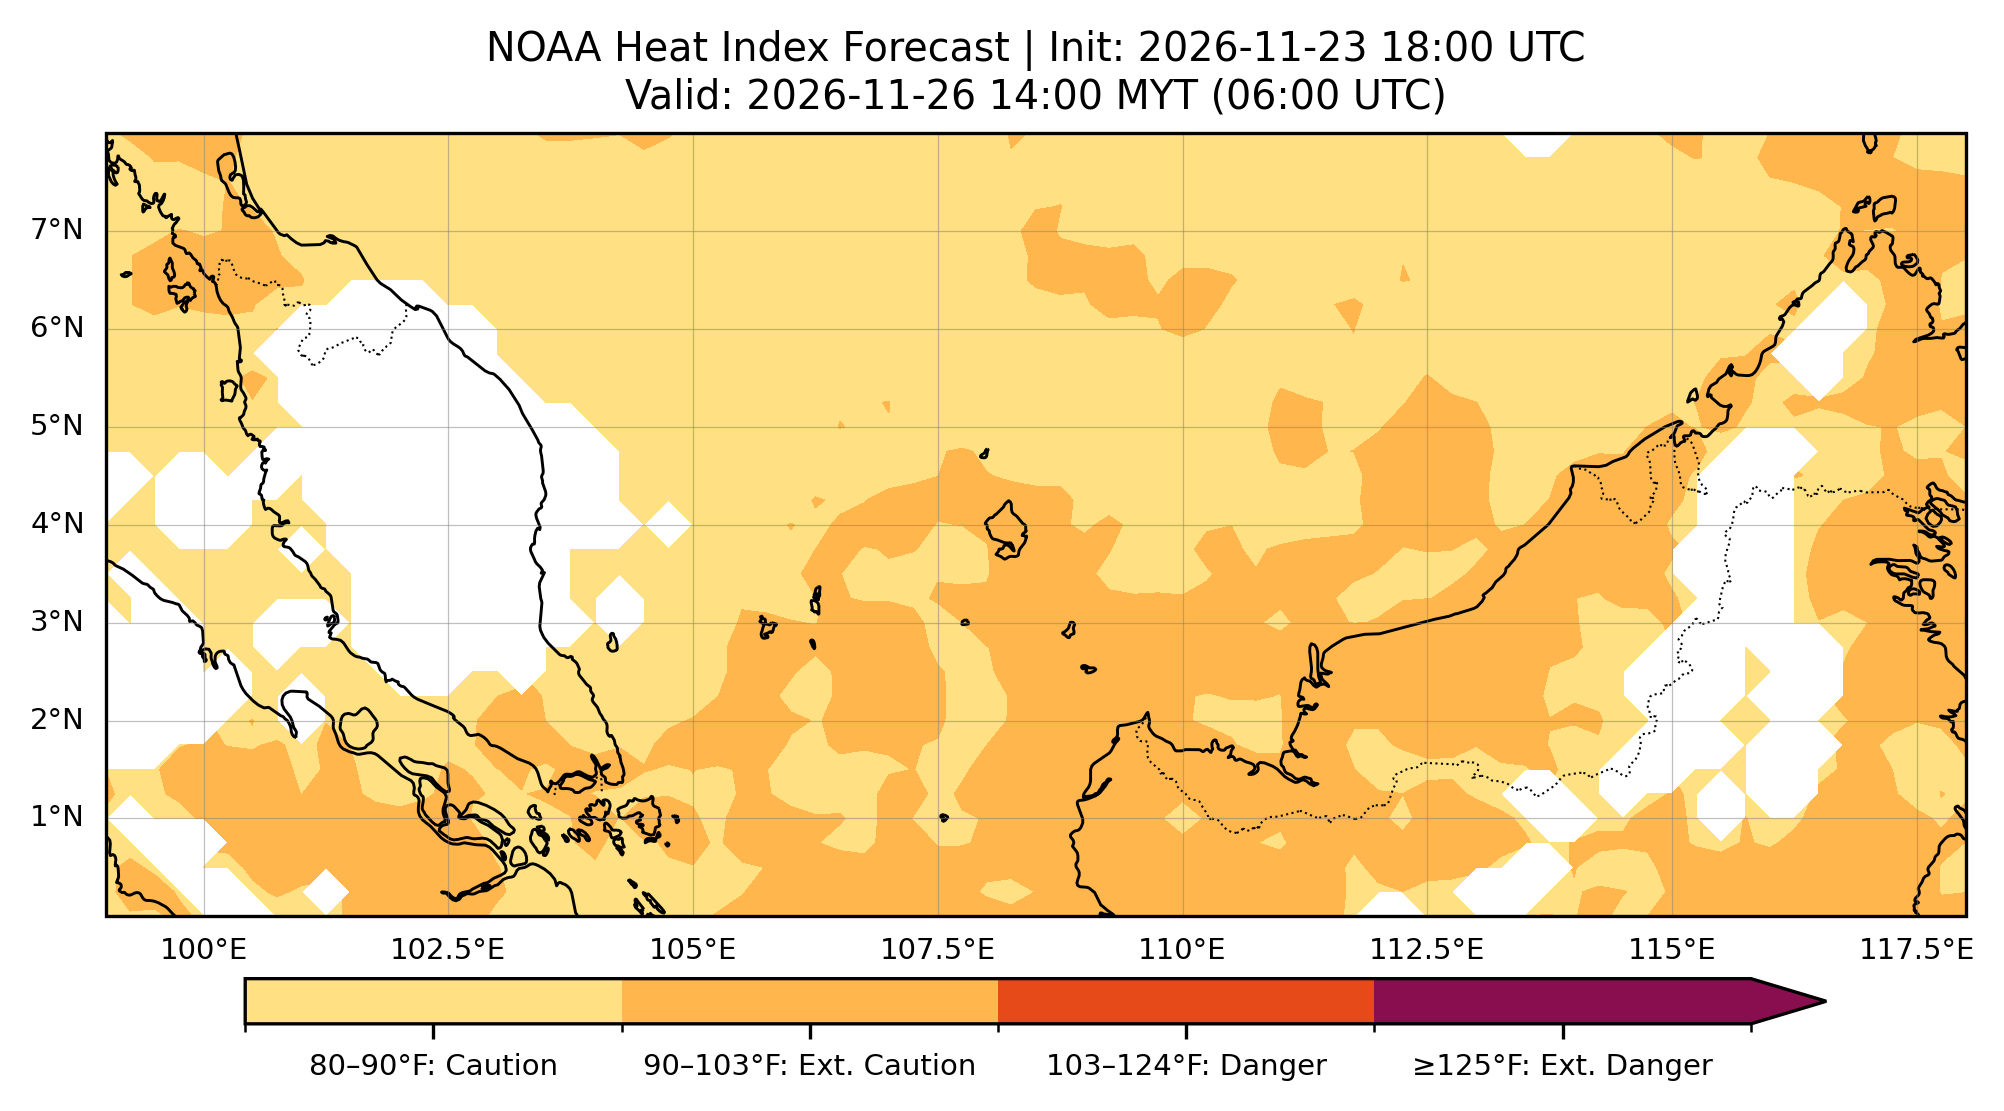 NOAA Heat Index Forecast | Init: 2026-11-23 18:00 UTC
Valid: 2026-11-26 14:00 MYT (06:00 UTC)
7°N
6°N
5°N
4°N
3°N
2°N
1°N
100°E
102.5°E
105°E
107.5°E
110°E
112.5°E
115°E
117.5°E
80–90°F: Caution
90–103°F: Ext. Caution
103–124°F: Danger
≥125°F: Ext. Danger